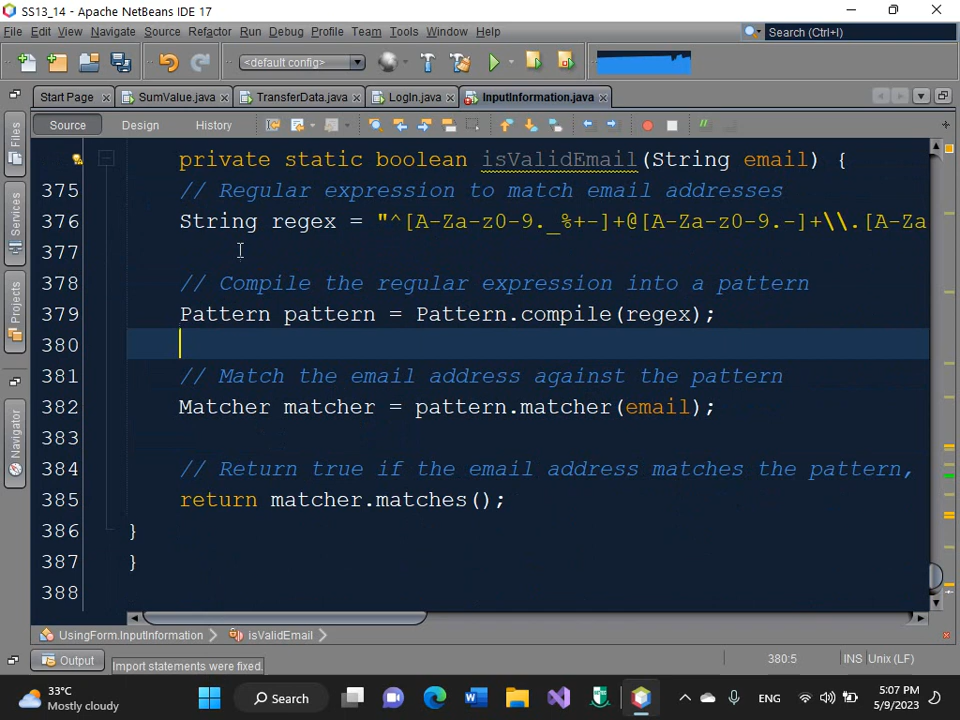 SS13_14 - Apache NetBeans IDE 17
File Edit View Navigate Source Refactor Run Debug Profile Team Tools Window Help
Search (Ctrl+I)
<default config>
Start Page SumValue.java TransferData.java LogIn.java InputInformation.java
Source Design History
Files
Services
Projects
Navigator
private static boolean isValidEmail(String email) {
375 // Regular expression to match email addresses
376 String regex = "^[A-Za-z0-9._%+-]+@[A-Za-z0-9.-]+\\.[A-Za
377
378 // Compile the regular expression into a pattern
379 Pattern pattern = Pattern.compile(regex);
380
381 // Match the email address against the pattern
382 Matcher matcher = pattern.matcher(email);
383
384 // Return true if the email address matches the pattern,
385 return matcher.matches();
386 }
387 }
388
UsingForm.InputInformation isValidEmail
Output Import statements were fixed. 380:5 INS Unix (LF)
33°C
Mostly cloudy
Search
ENG
5:07 PM
5/9/2023